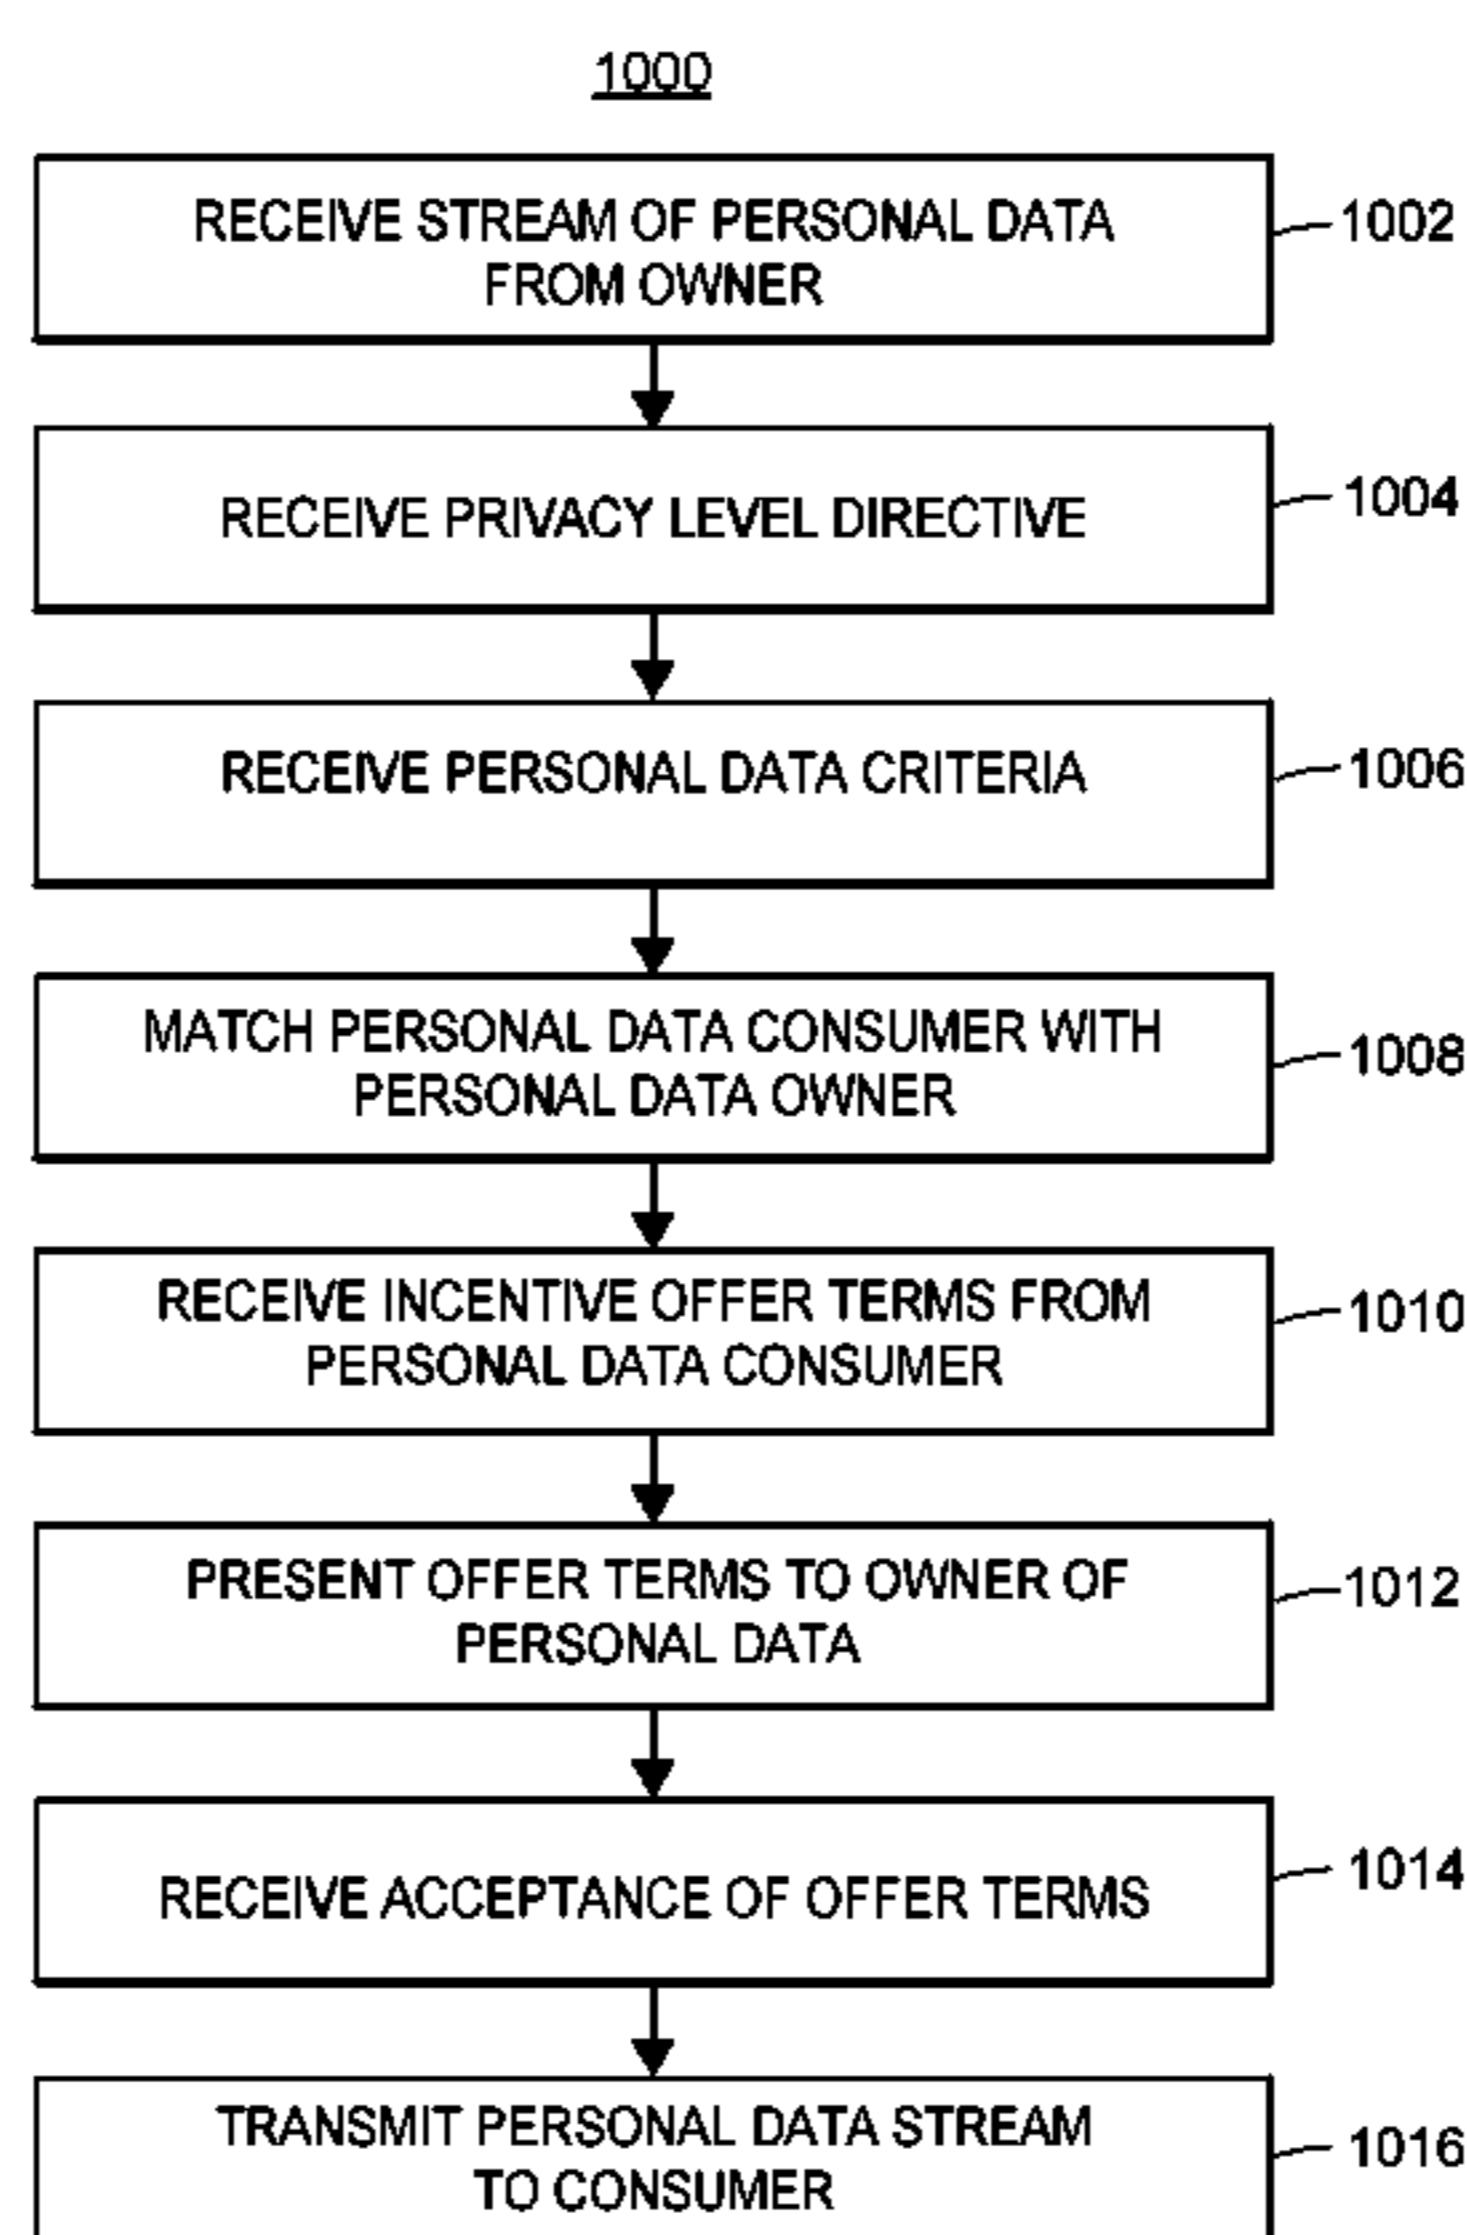 1000
RECEIVE STREAM OF PERSONAL DATA
FROM OWNER
1002
RECEIVE PRIVACY LEVEL DIRECTIVE
1004
RECEIVE PERSONAL DATA CRITERIA
1006
MATCH PERSONAL DATA CONSUMER WITH
PERSONAL DATA OWNER
1008
RECEIVE INCENTIVE OFFER TERMS FROM
PERSONAL DATA CONSUMER
1010
PRESENT OFFER TERMS TO OWNER OF
PERSONAL DATA
1012
RECEIVE ACCEPTANCE OF OFFER TERMS
1014
TRANSMIT PERSONAL DATA STREAM
TO CONSUMER
1016